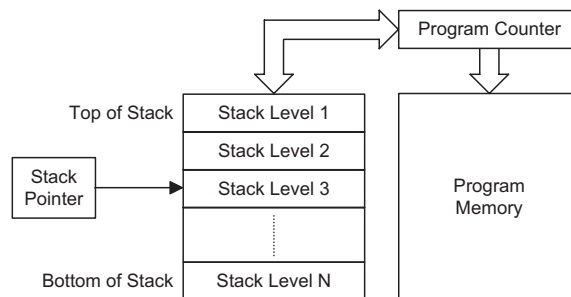 Program Counter
Top of Stack
Stack Level 1
Stack Level 2
Stack
Pointer
Stack Level 3
Program
Memory
Bottom of Stack
Stack Level N